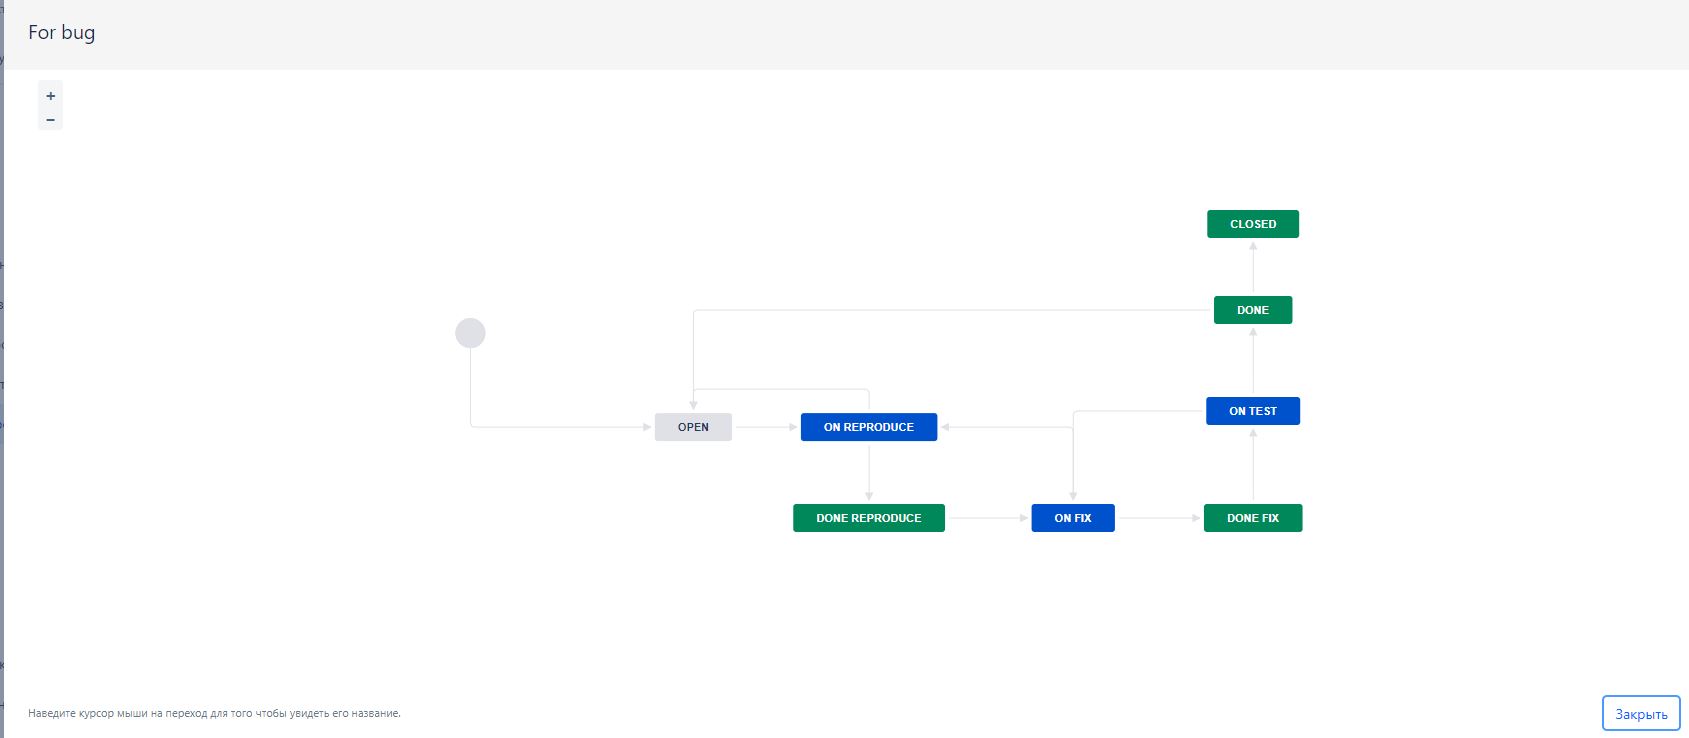 For bug
+
−
CLOSED
DONE
ON TEST
OPEN
ON REPRODUCE
DONE REPRODUCE
ON FIX
DONE FIX
Наведите курсор мыши на переход для того чтобы увидеть его название.
Закрыть